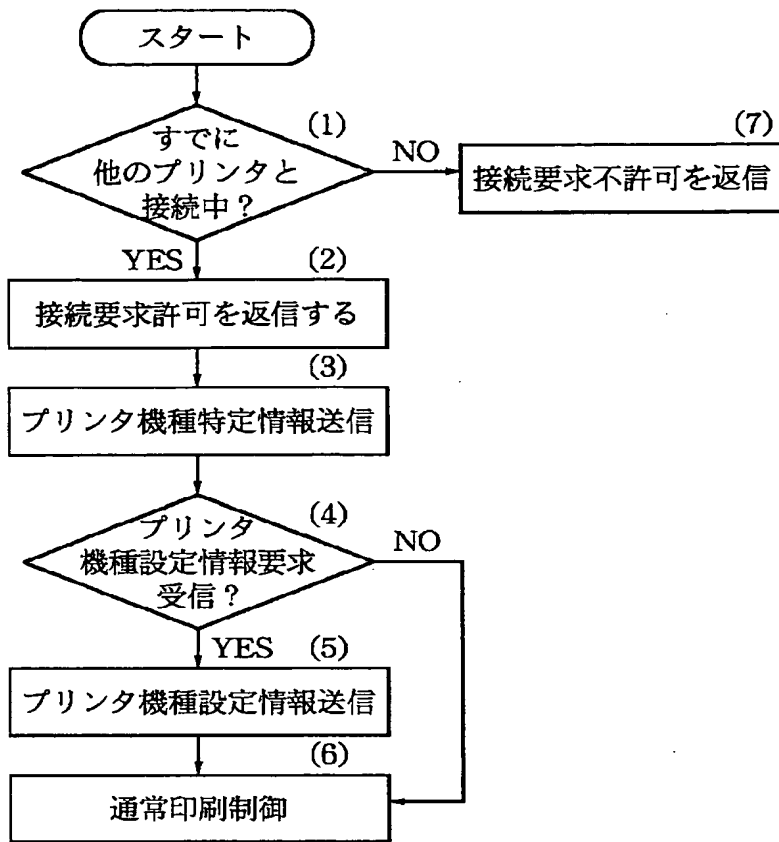 スタート
(1)
すでに
他のプリンタと
接続中？
NO
(7)
接続要求不許可を返信
YES
(2)
接続要求許可を返信する
(3)
プリンタ機種特定情報送信
(4)
プリンタ
機種設定情報要求
受信？
NO
YES
(5)
プリンタ機種設定情報送信
(6)
通常印刷制御